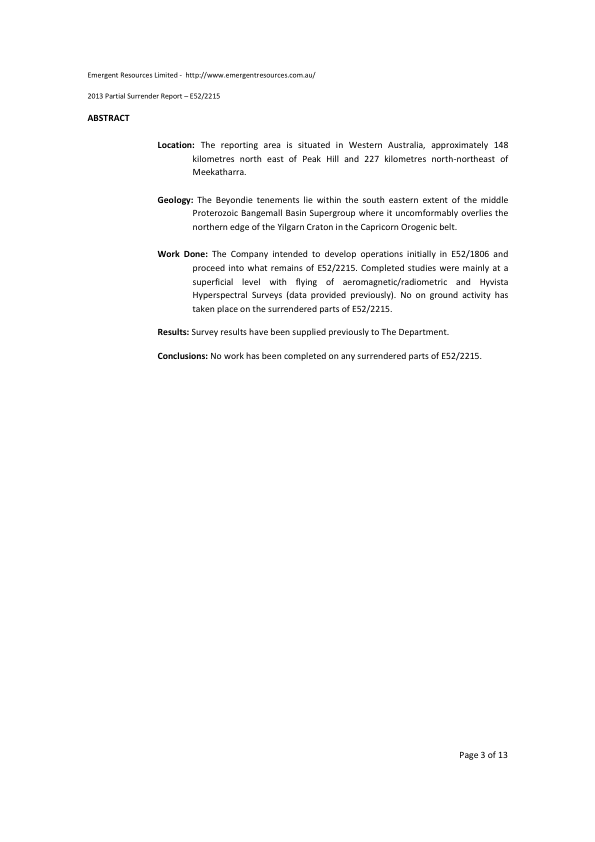 Emergent Resources Limited - http://www.emergentresources.com.au/
2013 Partial Surrender Report – E52/2215
ABSTRACT
Location: The reporting area is situated in Western Australia, approximately 148
kilometres north east of Peak Hill and 227 kilometres north-northeast of
Meekatharra.
Geology: The Beyondie tenements lie within the south eastern extent of the middle
Proterozoic Bangemall Basin Supergroup where it uncomformably overlies the
northern edge of the Yilgarn Craton in the Capricorn Orogenic belt.
Work Done: The Company intended to develop operations initially in E52/1806 and
proceed into what remains of E52/2215. Completed studies were mainly at a
superficial level with flying of aeromagnetic/radiometric and Hyvista
Hyperspectral Surveys (data provided previously). No on ground activity has
taken place on the surrendered parts of E52/2215.
Results: Survey results have been supplied previously to The Department.
Conclusions: No work has been completed on any surrendered parts of E52/2215.
Page 3 of 13